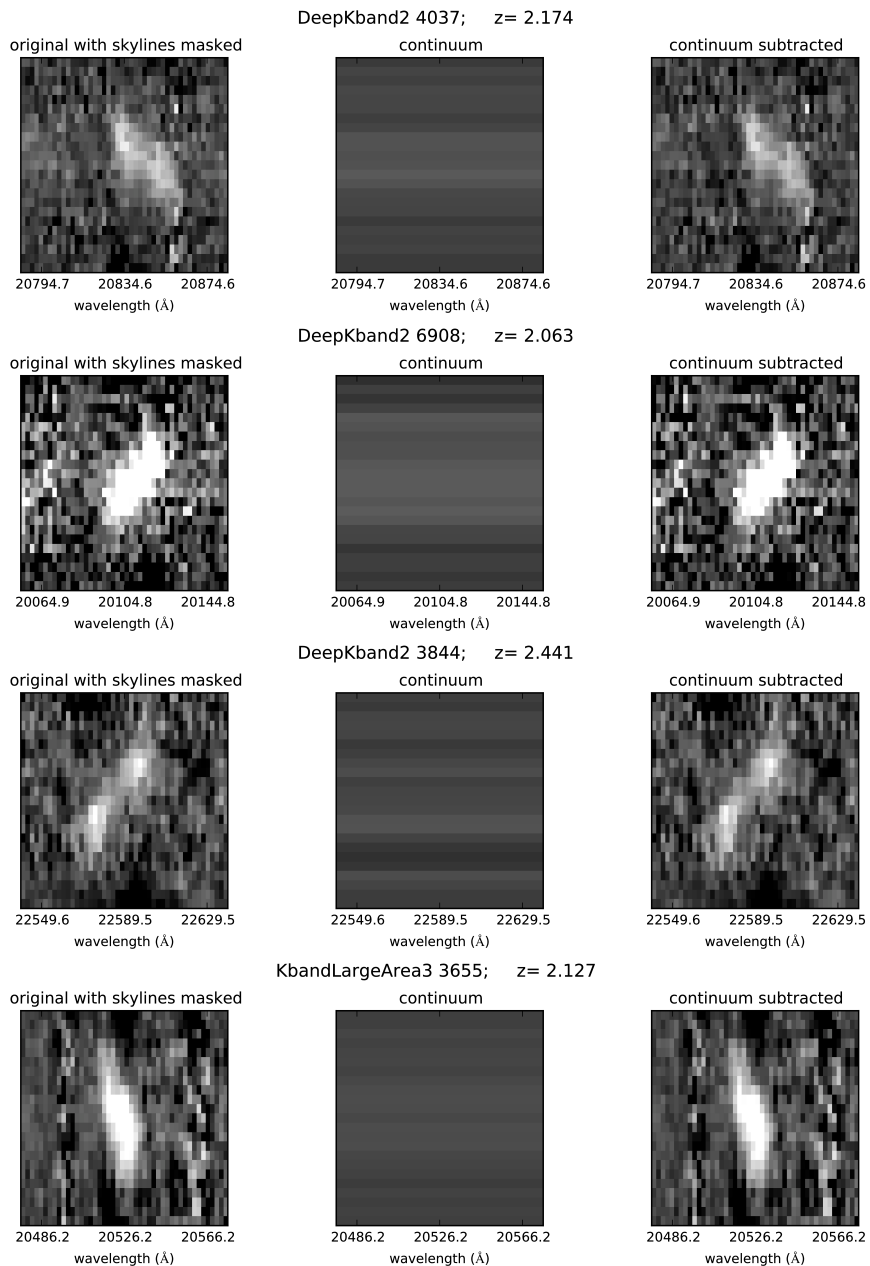 DeepKband2 4037; z= 2.174
original with skylines masked continuum continuum subtracted
20794.7 20834.6 20874.6 20794.7 20834.6 20874.6 20794.7 20834.6 20874.6
wavelength (Å) wavelength (Å) wavelength (Å)
DeepKband2 6908; z= 2.063
original with skylines masked continuum continuum subtracted
20064.9 20104.8 20144.8 20064.9 20104.8 20144.8 20064.9 20104.8 20144.8
wavelength (Å) wavelength (Å) wavelength (Å)
DeepKband2 3844; z= 2.441
original with skylines masked continuum continuum subtracted
22549.6 22589.5 22629.5 22549.6 22589.5 22629.5 22549.6 22589.5 22629.5
wavelength (Å) wavelength (Å) wavelength (Å)
KbandLargeArea3 3655; z= 2.127
original with skylines masked continuum continuum subtracted
20486.2 20526.2 20566.2 20486.2 20526.2 20566.2 20486.2 20526.2 20566.2
wavelength (Å) wavelength (Å) wavelength (Å)